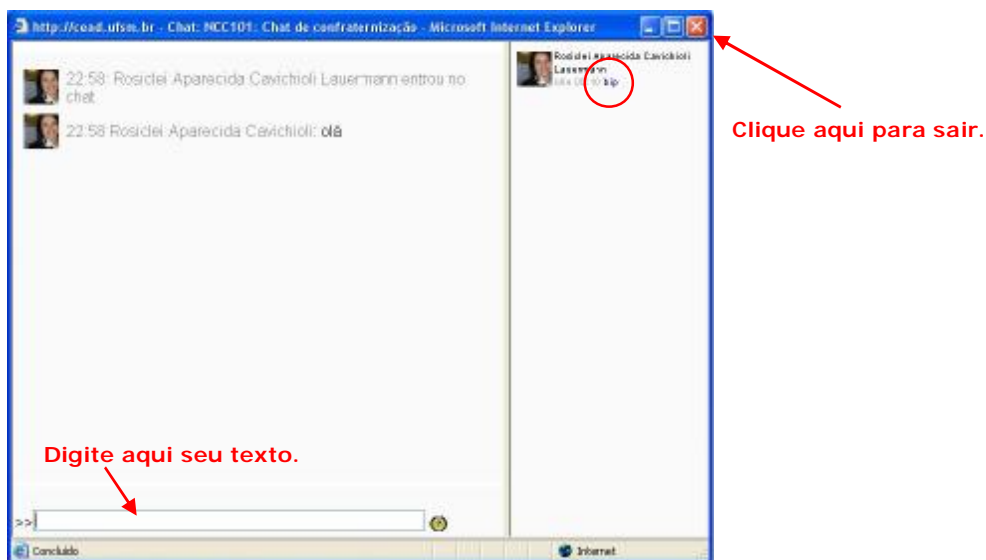 http://cead.ufsm.br - Chat: NCC101: Chat de confraternização - Microsoft Internet Explorer
22:58: Rosiclei Aparecida Cavichioli Lauermann entrou no
chat
22:58 Rosiclei Aparecida Cavichioli: olá
Rosiclei Aparecida Cavichioli
Lauermann
bip
Clique aqui para sair.
Digite aqui seu texto.
>>
Concluído
Internet